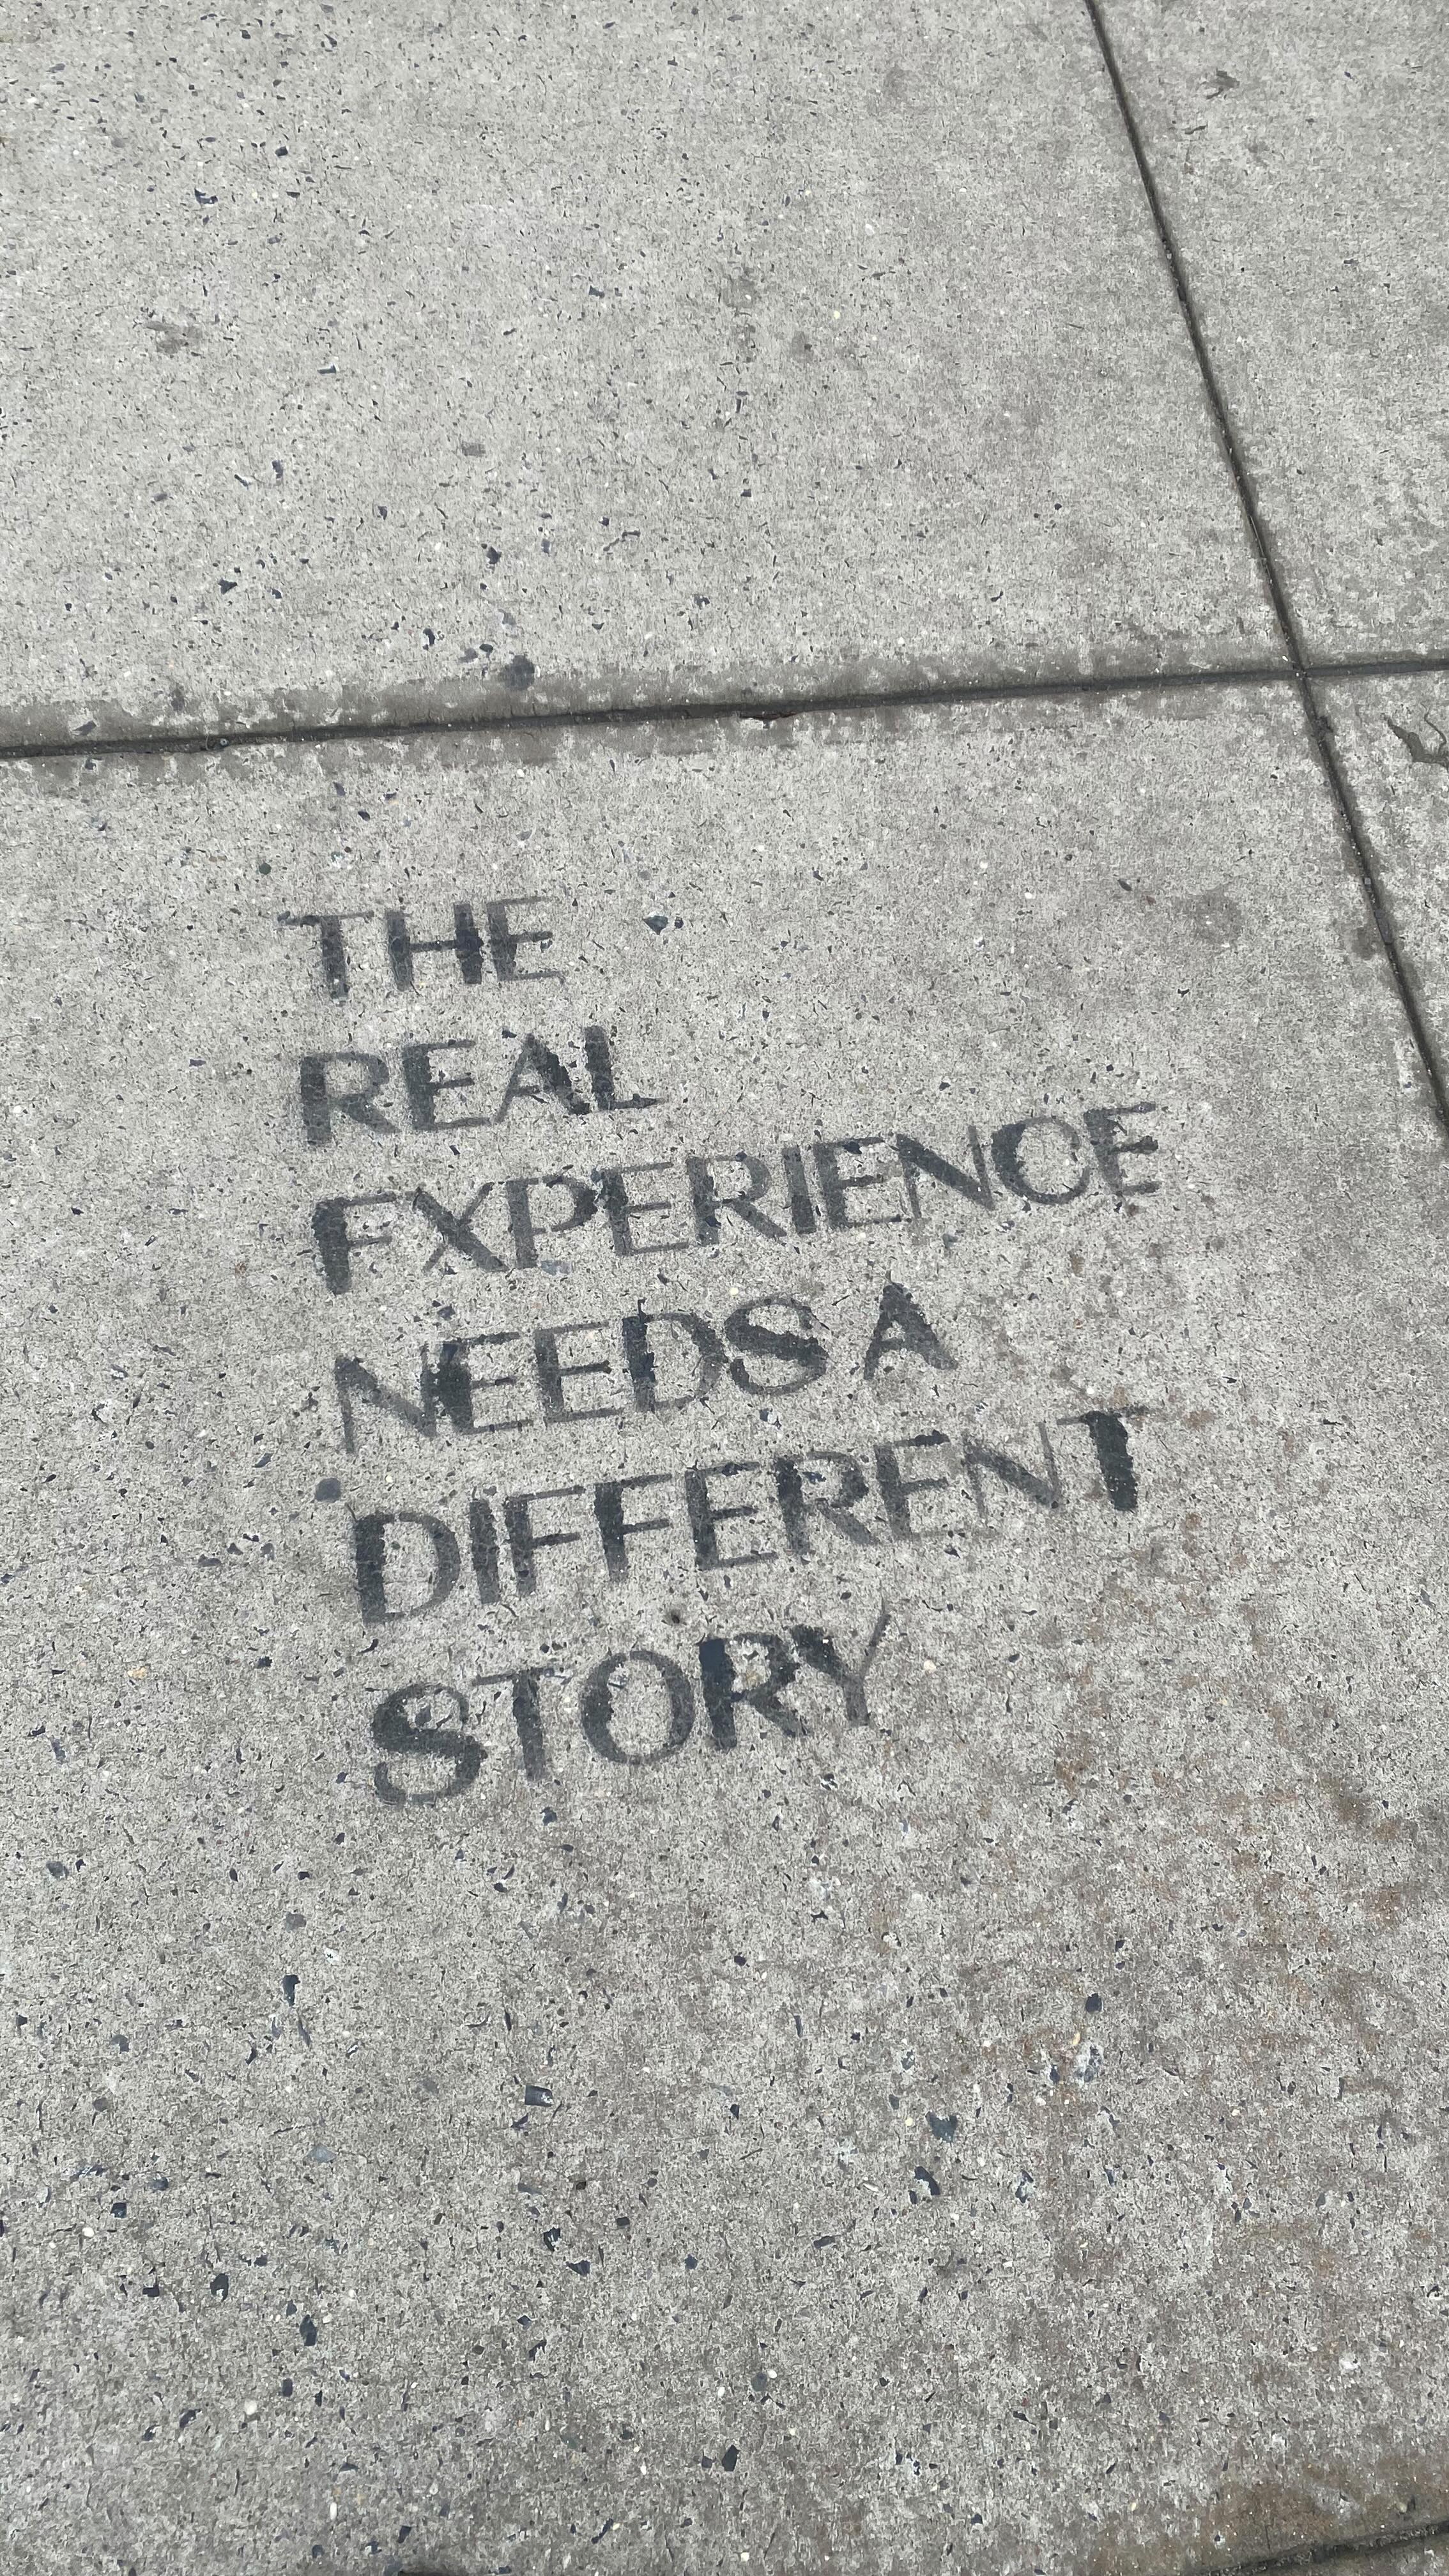 THE
REAL
FXPERIENCE
NEEDS A
DIFFERENT
STORY